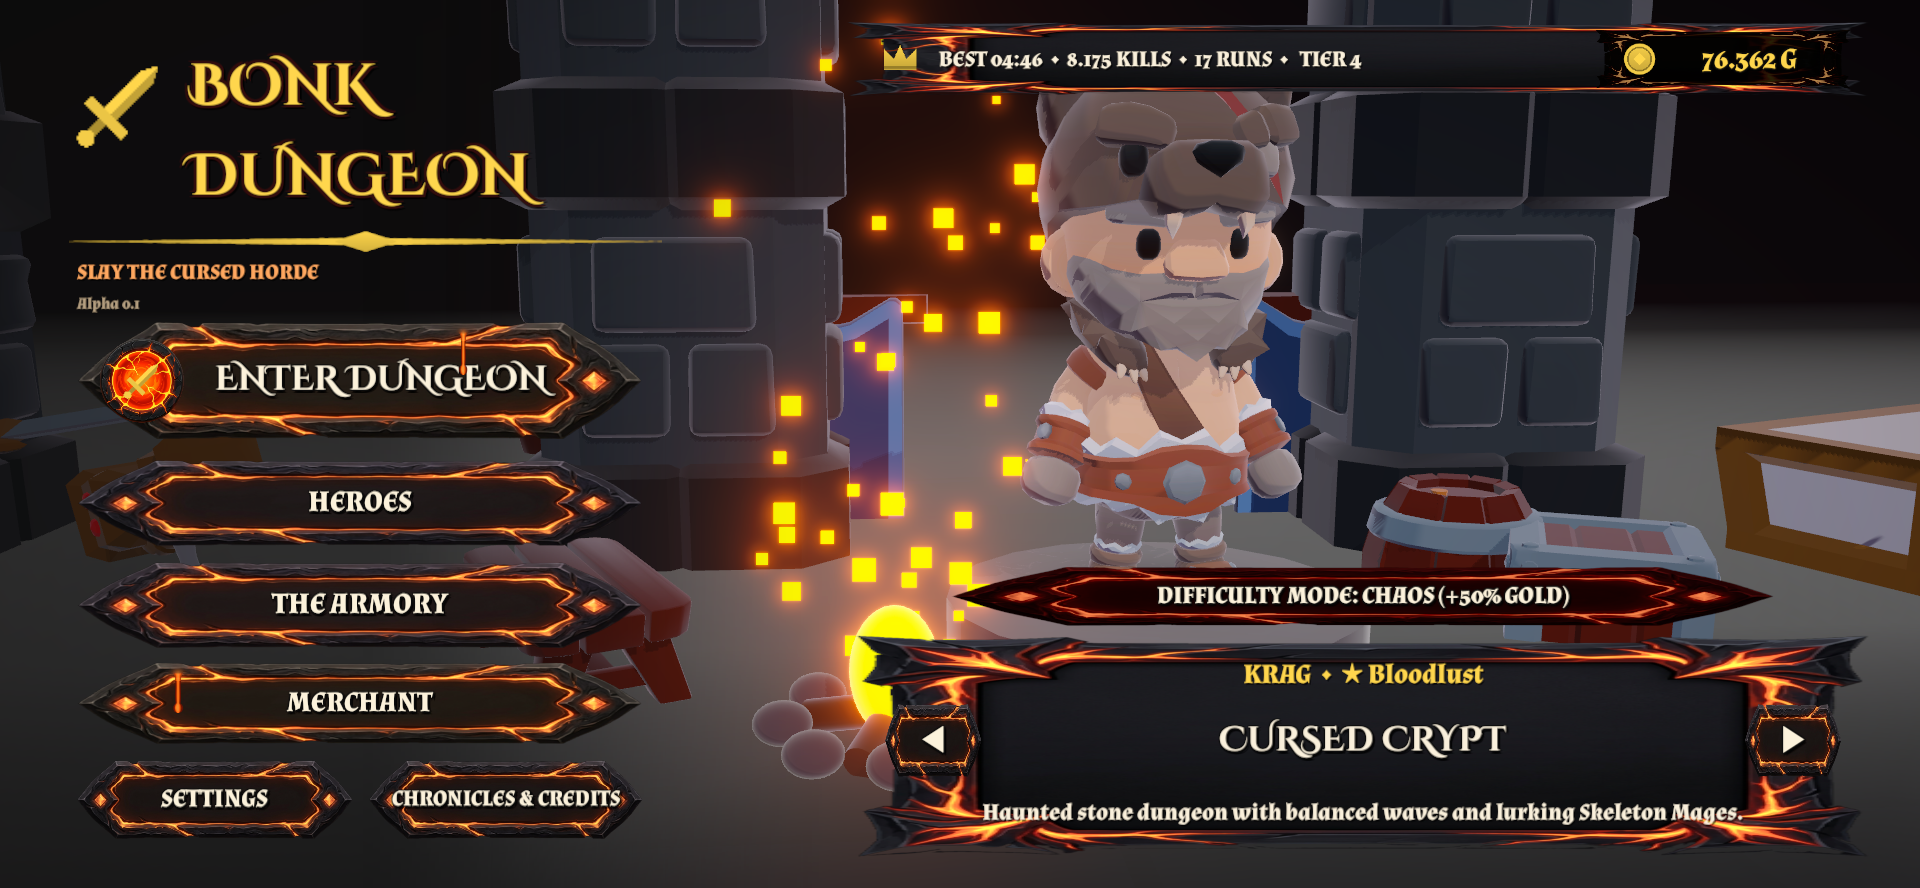 BONK
DUNGEON
SLAY THE CURSED HORDE
Alpha 0.1
ENTER DUNGEON
HEROES
THE ARMORY
MERCHANT
SETTINGS
CHRONICLES & CREDITS
BEST 04:46 • 8.175 KILLS • 17 RUNS • TIER 4
76.362 G
DIFFICULTY MODE: CHAOS (+50% GOLD)
KRAG • ★ Bloodlust
CURSED CRYPT
Haunted stone dungeon with balanced waves and lurking Skeleton Mages.